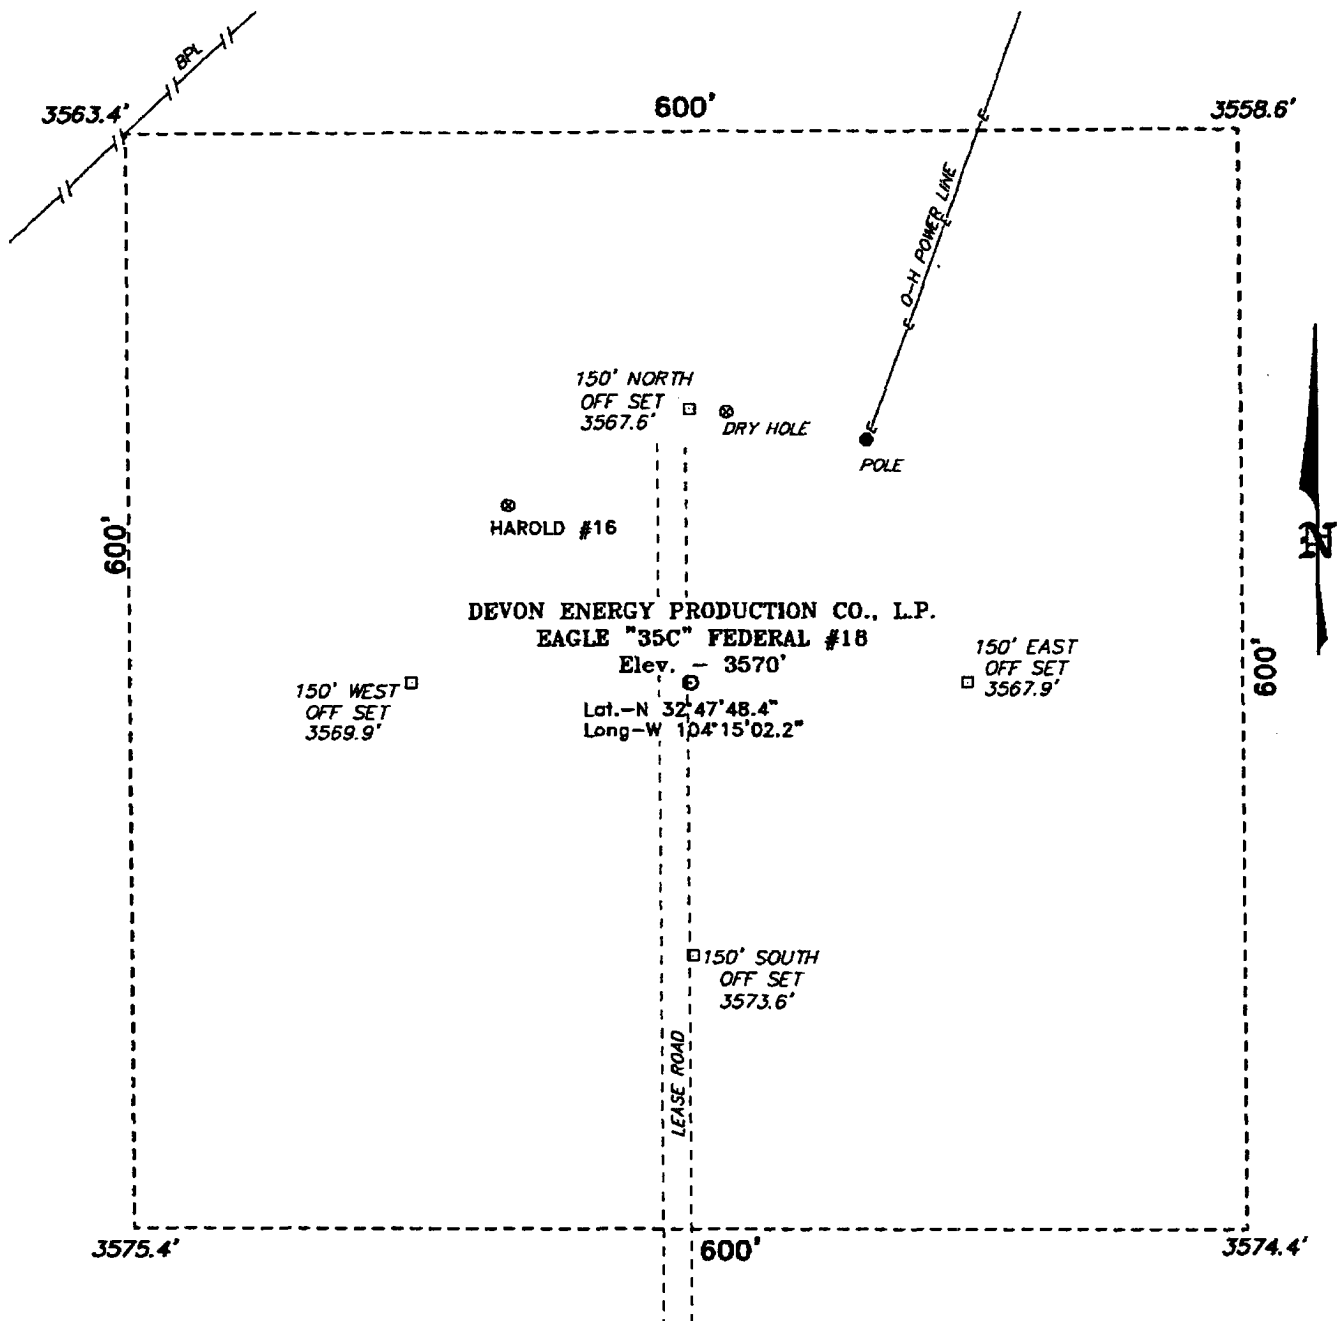 BPL
3563.4'
600'
3558.6'
O-H POWER LINE
150' NORTH
OFF SET
3567.6'
DRY HOLE
POLE
HAROLD #16
600'
N
DEVON ENERGY PRODUCTION CO., L.P.
EAGLE "35C" FEDERAL #18
Elev. - 3570'
Lat.-N 32°47'48.4"
Long-W 104°15'02.2"
150' WEST
OFF SET
3569.9'
150' EAST
OFF SET
3567.9'
600'
150' SOUTH
OFF SET
3573.6'
LEASE ROAD
3575.4'
600'
3574.4'